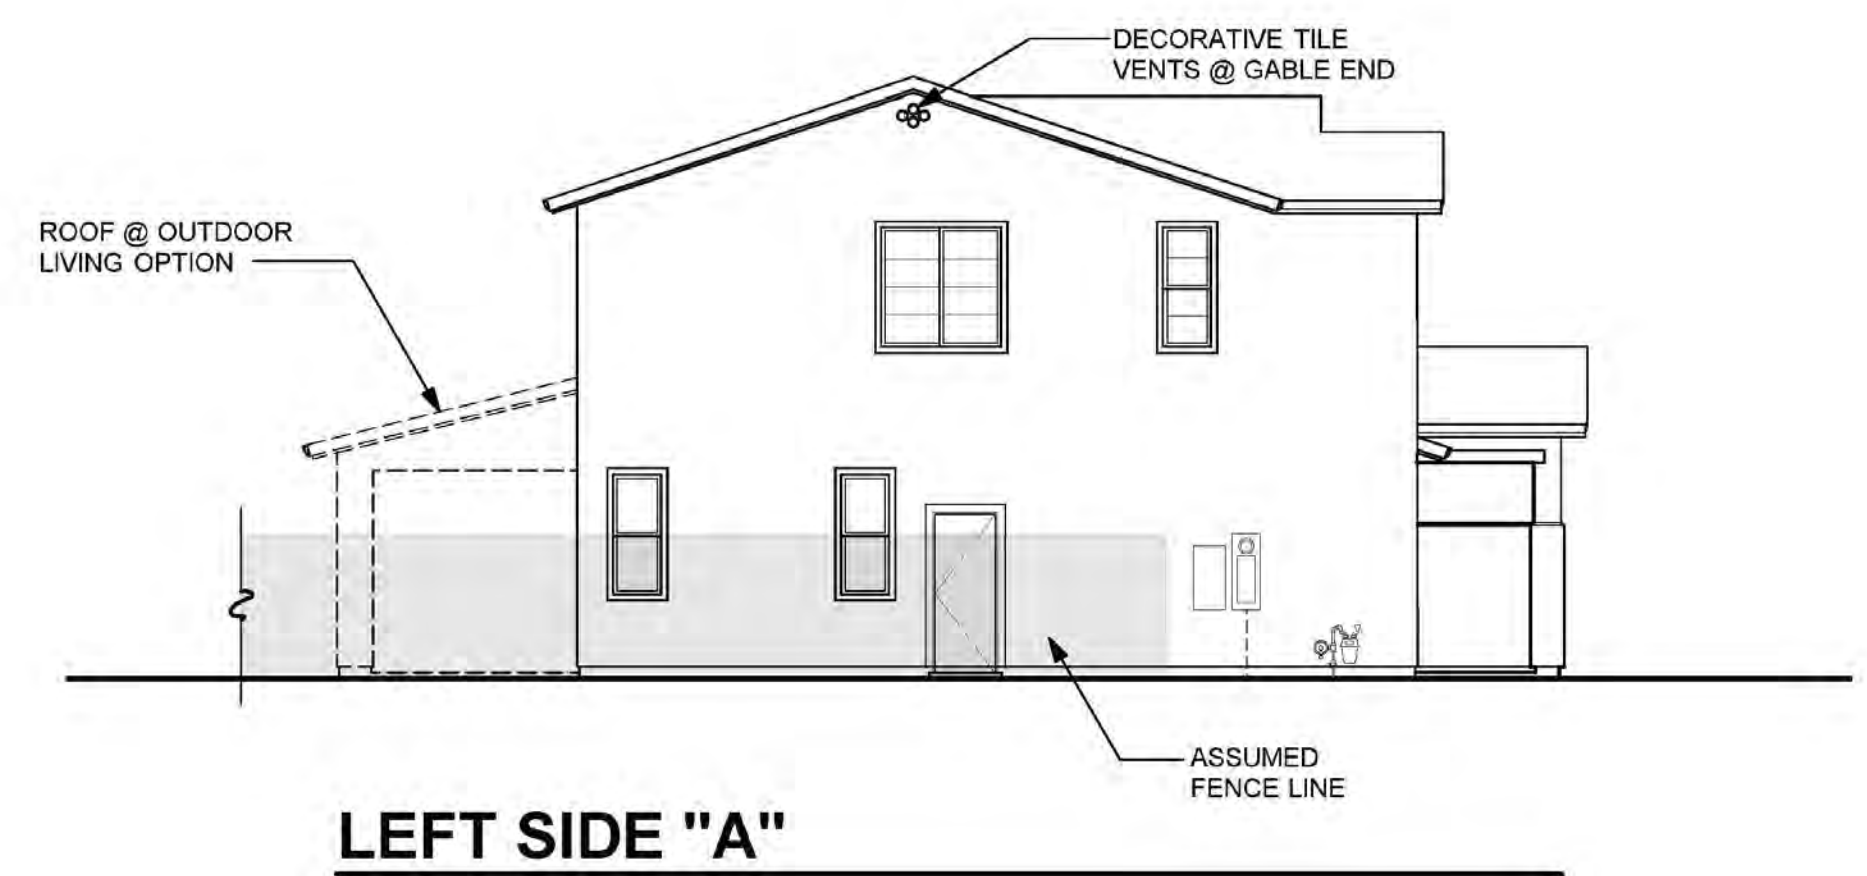 DECORATIVE TILE
VENTS @ GABLE END
ROOF @ OUTDOOR
LIVING OPTION
ASSUMED
FENCE LINE
LEFT SIDE "A"